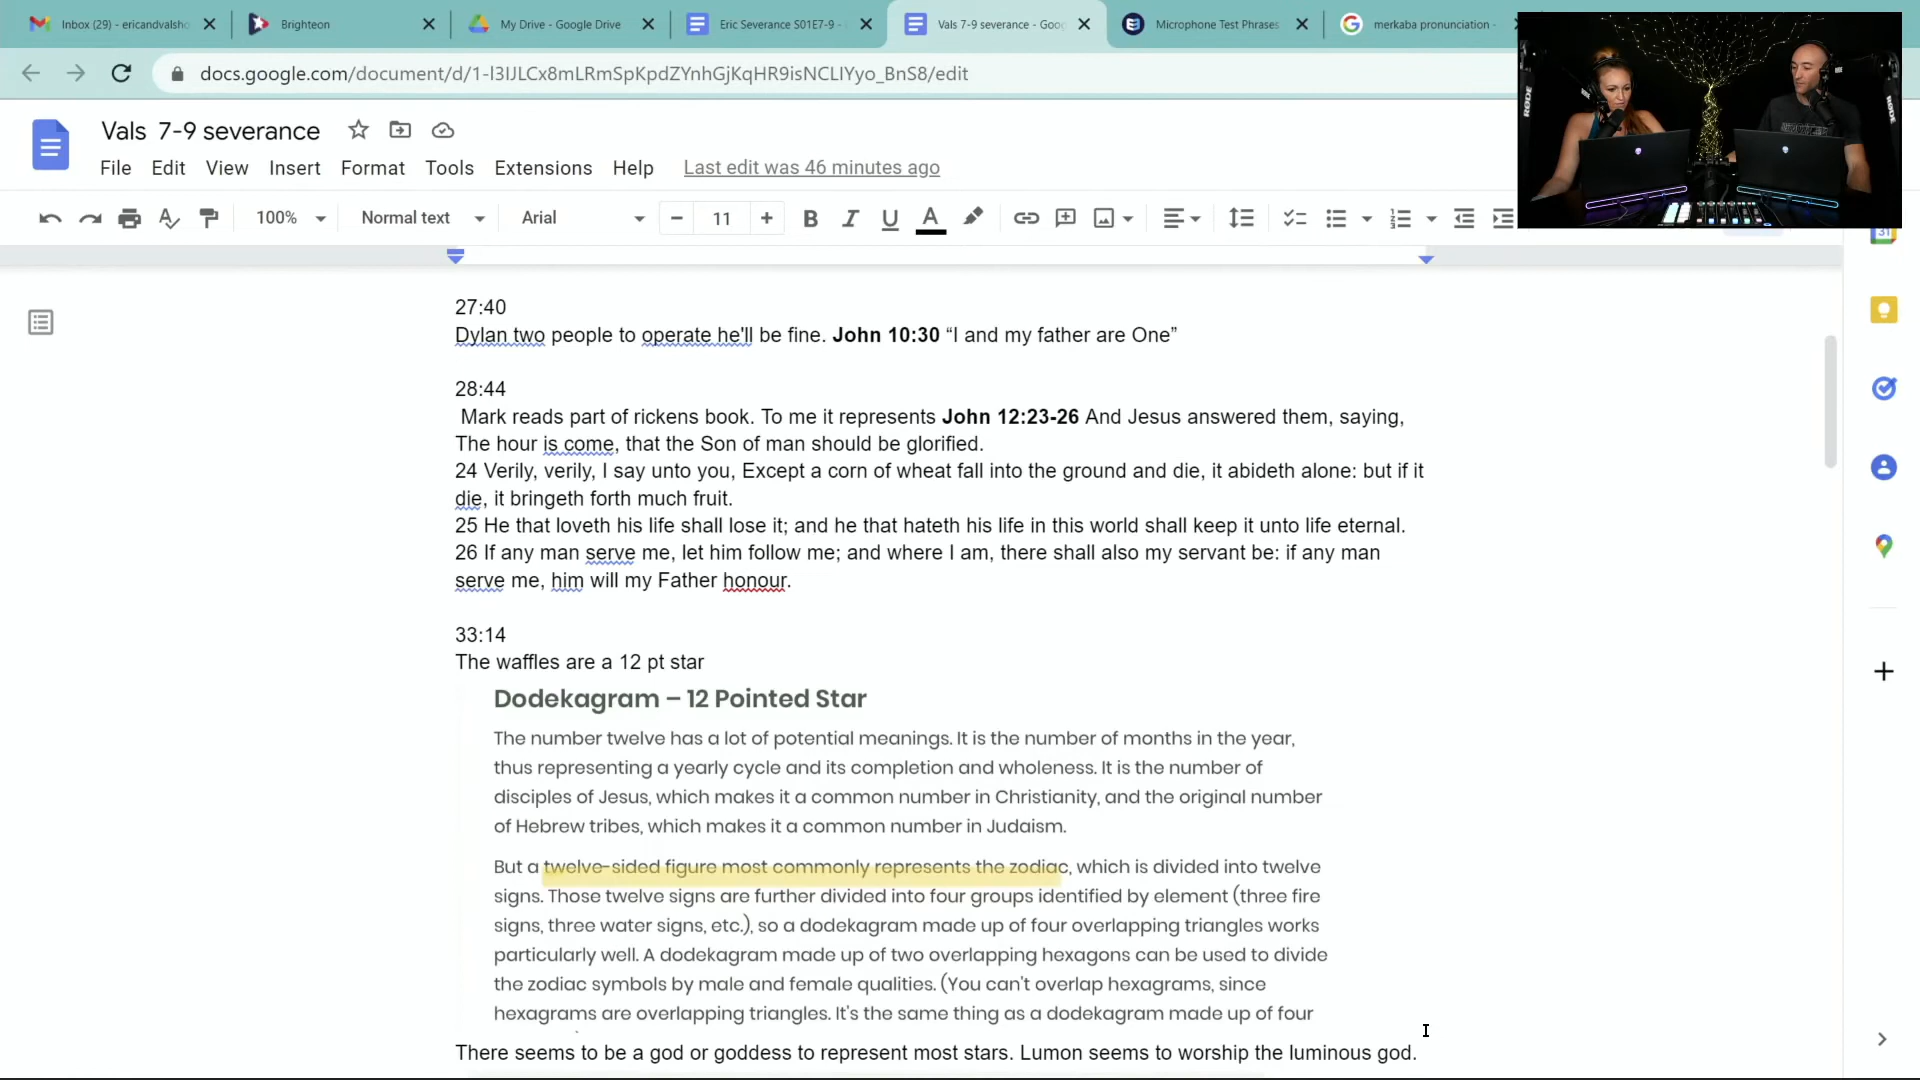 Inbox (29) - ericandvalsho
Brighteon
My Drive - Google Drive
Eric Severance S01E7-9 -
Vals 7-9 severance - Goo
Microphone Test Phrases
merkaba pronunciation -
docs.google.com/document/d/1-l3IJLCx8mLRmSpKpdZYnhGjKqHR9isNCLIYyo_BnS8/edit
RODE
RODE
Vals 7-9 severance
File Edit View Insert Format Tools Extensions Help Last edit was 46 minutes ago
100% Normal text Arial 11
31
27:40
Dylan two people to operate he'll be fine. John 10:30 “I and my father are One”
28:44
Mark reads part of rickens book. To me it represents John 12:23-26 And Jesus answered them, saying,
The hour is come, that the Son of man should be glorified.
24 Verily, verily, I say unto you, Except a corn of wheat fall into the ground and die, it abideth alone: but if it
die, it bringeth forth much fruit.
25 He that loveth his life shall lose it; and he that hateth his life in this world shall keep it unto life eternal.
26 If any man serve me, let him follow me; and where I am, there shall also my servant be: if any man
serve me, him will my Father honour.
33:14
The waffles are a 12 pt star
Dodekagram – 12 Pointed Star
The number twelve has a lot of potential meanings. It is the number of months in the year,
thus representing a yearly cycle and its completion and wholeness. It is the number of
disciples of Jesus, which makes it a common number in Christianity, and the original number
of Hebrew tribes, which makes it a common number in Judaism.
But a twelve-sided figure most commonly represents the zodiac, which is divided into twelve
signs. Those twelve signs are further divided into four groups identified by element (three fire
signs, three water signs, etc.), so a dodekagram made up of four overlapping triangles works
particularly well. A dodekagram made up of two overlapping hexagons can be used to divide
the zodiac symbols by male and female qualities. (You can't overlap hexagrams, since
hexagrams are overlapping triangles. It's the same thing as a dodekagram made up of four
There seems to be a god or goddess to represent most stars. Lumon seems to worship the luminous god.